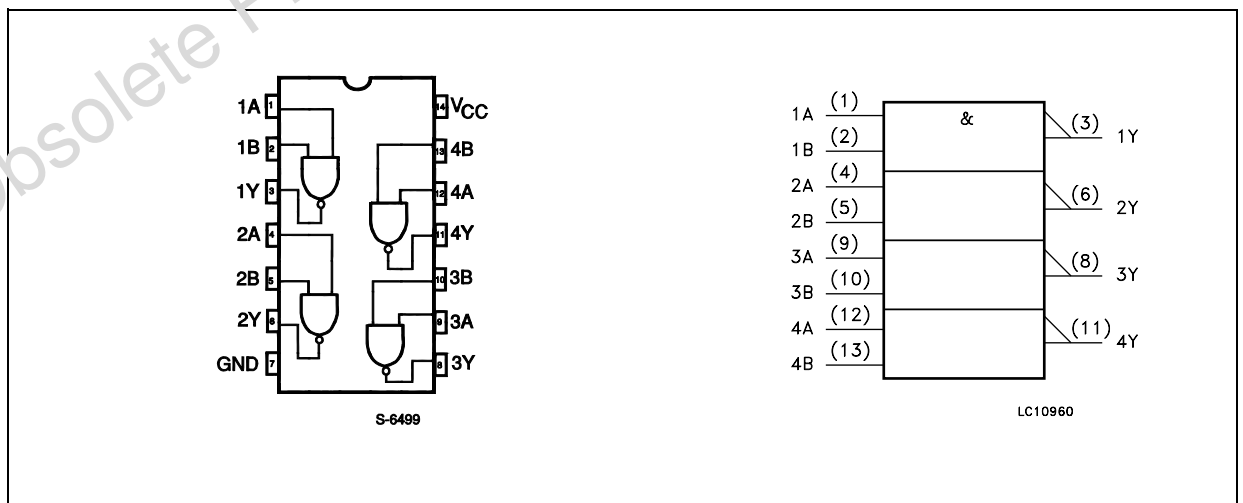 obsolete
1A 1 14 VCC
1B 2 13 4B
1Y 3 12 4A
2A 4 11 4Y
2B 5 10 3B
2Y 6 9 3A
GND 7 8 3Y
S-6499
1A (1) & (3) 1Y
1B (2)
2A (4) (6) 2Y
2B (5)
3A (9) (8) 3Y
3B (10)
4A (12) (11) 4Y
4B (13)
LC10960